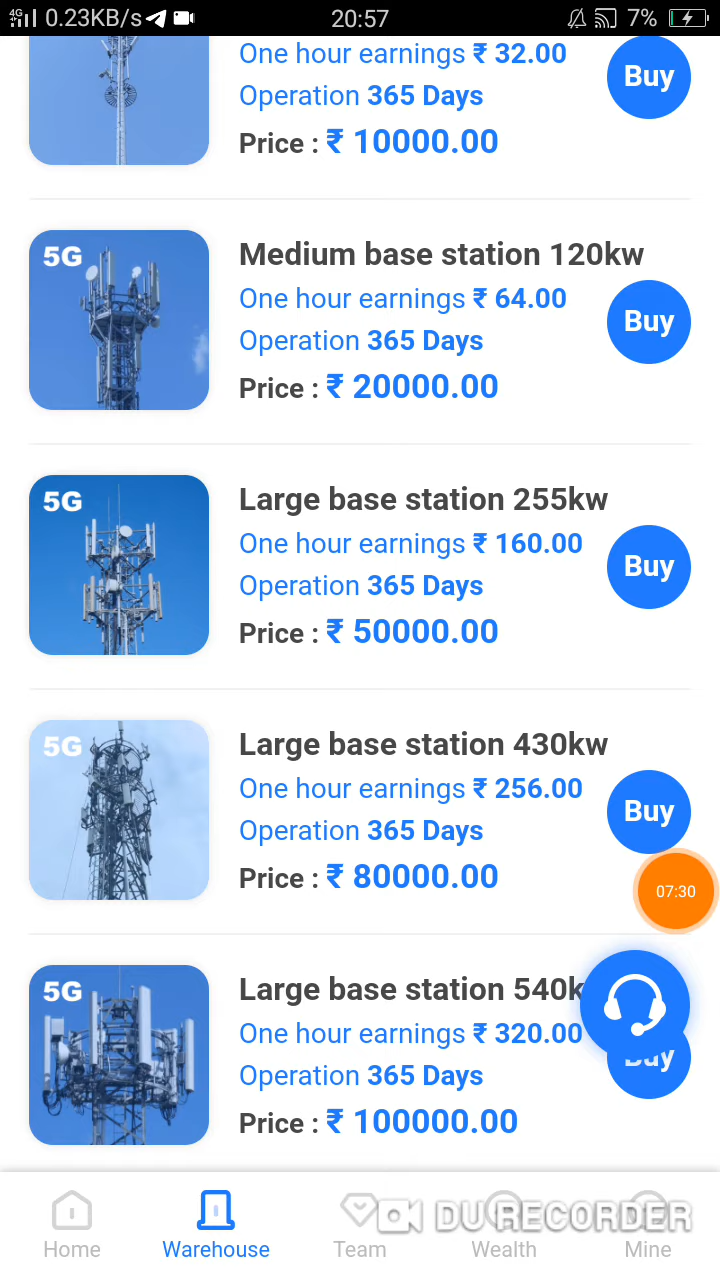 4G 0.23KB/s 20:57 7%
One hour earnings ₹ 32.00
Operation 365 Days
Buy
Price : ₹ 10000.00
5G
Medium base station 120kw
One hour earnings ₹ 64.00
Buy
Operation 365 Days
Price : ₹ 20000.00
5G
Large base station 255kw
One hour earnings ₹ 160.00
Buy
Operation 365 Days
Price : ₹ 50000.00
5G
Large base station 430kw
One hour earnings ₹ 256.00
Buy
Operation 365 Days
Price : ₹ 80000.00
07:30
5G
Large base station 540k
One hour earnings ₹ 320.00
Buy
Operation 365 Days
Price : ₹ 100000.00
DU RECORDER
Home Warehouse Team Wealth Mine